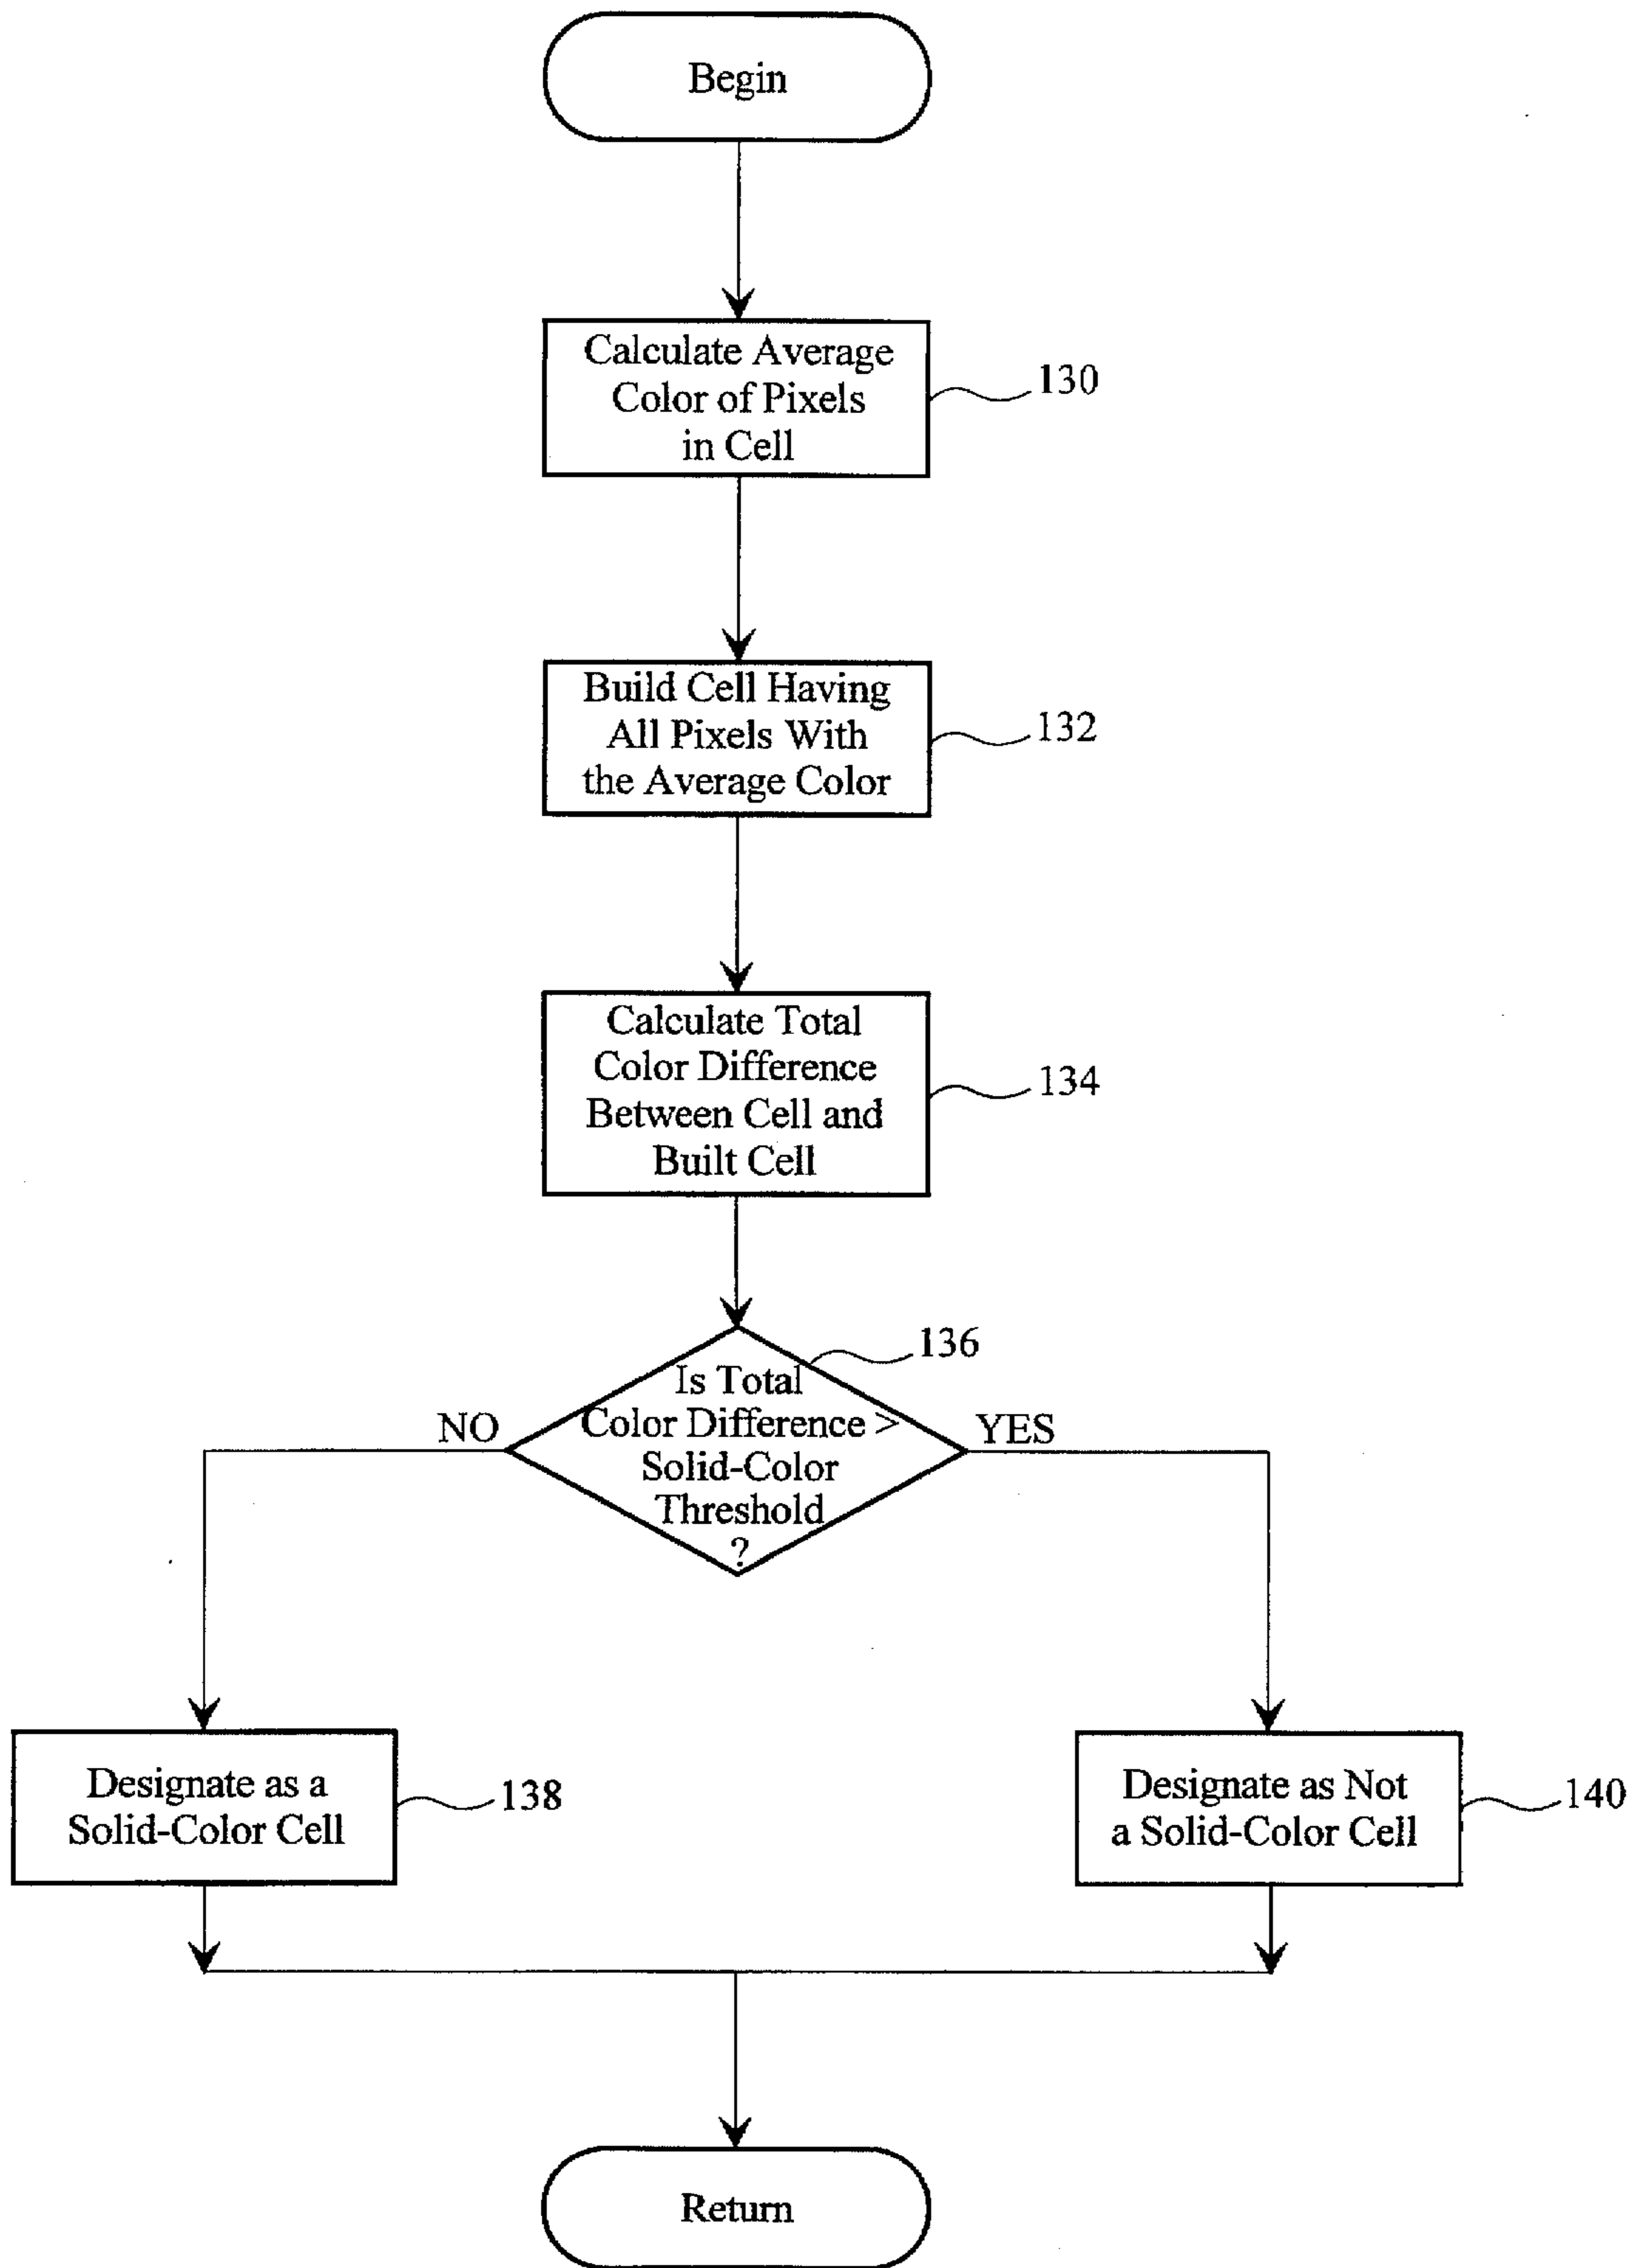 Begin
Calculate Average
Color of Pixels
in Cell
130
Build Cell Having
All Pixels With
the Average Color
132
Calculate Total
Color Difference
Between Cell and
Built Cell
134
136
Is Total
Color Difference >
Solid-Color
Threshold
?
NO
YES
Designate as a
Solid-Color Cell
138
Designate as Not
a Solid-Color Cell
140
Return